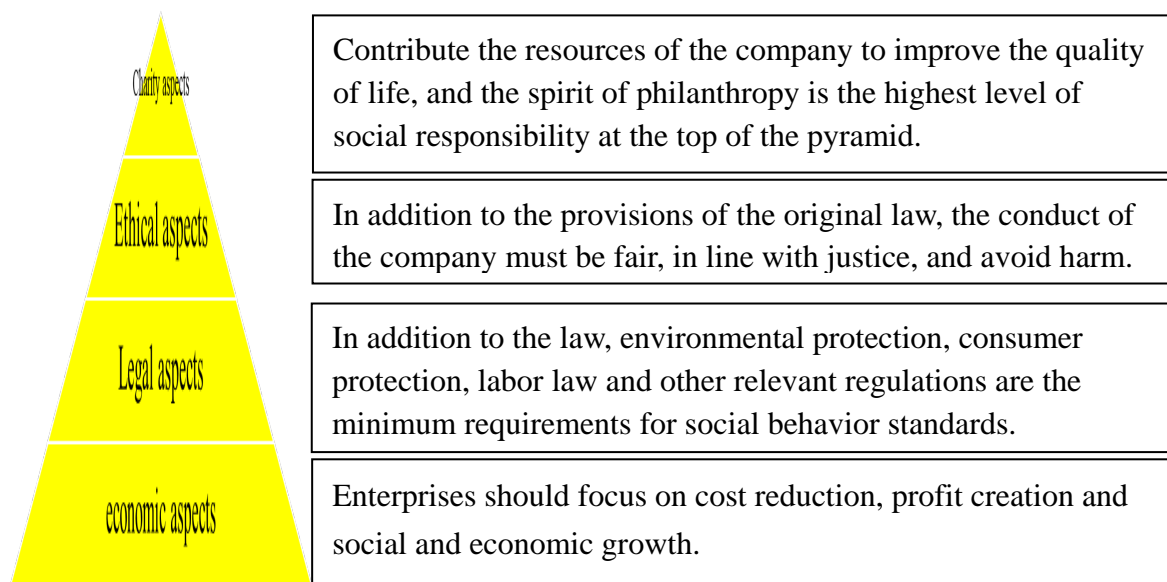 Charity aspects
Contribute the resources of the company to improve the quality
of life, and the spirit of philanthropy is the highest level of
social responsibility at the top of the pyramid.
Ethical aspects
In addition to the provisions of the original law, the conduct of
the company must be fair, in line with justice, and avoid harm.
Legal aspects
In addition to the law, environmental protection, consumer
protection, labor law and other relevant regulations are the
minimum requirements for social behavior standards.
economic aspects
Enterprises should focus on cost reduction, profit creation and
social and economic growth.